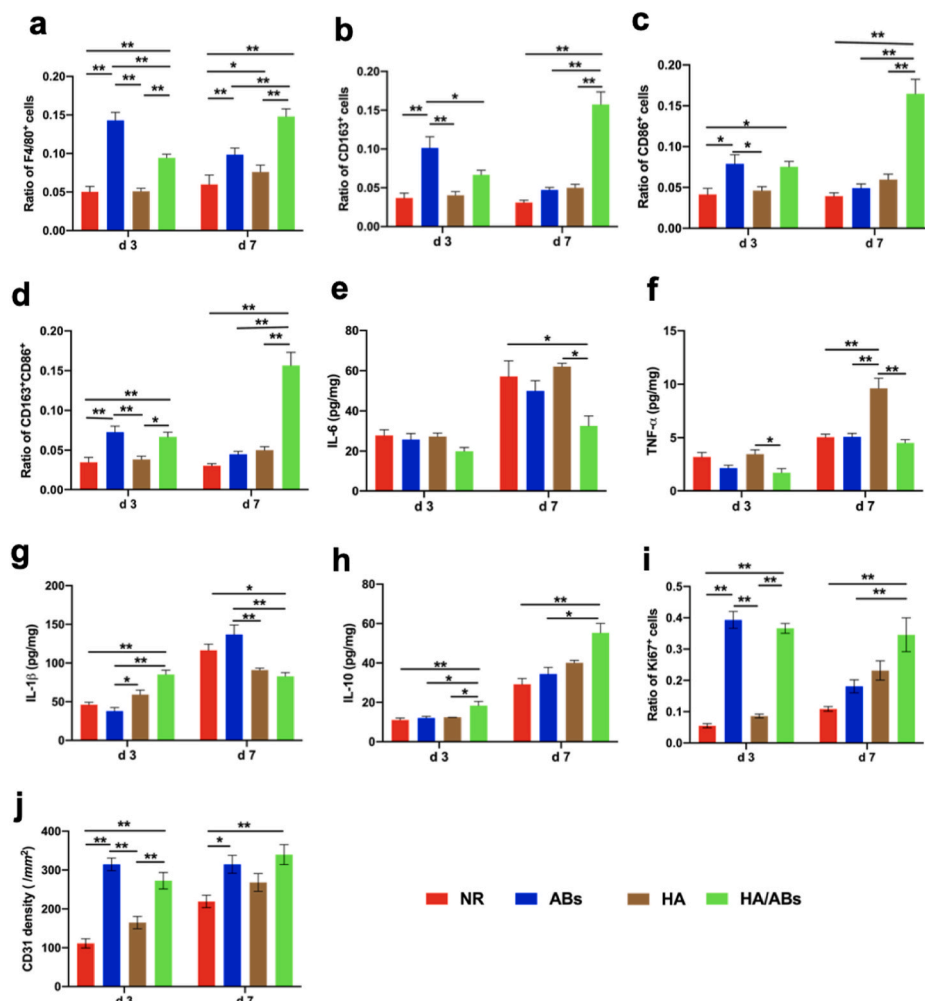 a
Ratio of F4/80⁺ cells
0.20
0.15
0.10
0.05
0.00
**
**
**
**
**
**
*
**
**
**
d 3
d 7
b
Ratio of CD163⁺ cells
0.20
0.15
0.10
0.05
0.00
**
*
**
**
**
**
d 3
d 7
c
Ratio of CD86⁺ cells
0.20
0.15
0.10
0.05
0.00
*
*
*
**
**
**
d 3
d 7
d
Ratio of CD163⁺CD86⁺
0.20
0.15
0.10
0.05
0.00
**
**
**
*
**
**
**
d 3
d 7
e
IL-6 (pg/mg)
80
60
40
20
0
*
*
d 3
d 7
f
TNF-α (pg/mg)
15
10
5
0
*
**
**
**
d 3
d 7
g
IL-1β (pg/mg)
200
150
100
50
0
**
**
*
*
**
**
d 3
d 7
h
IL-10 (pg/mg)
60
40
20
0
**
*
*
**
*
d 3
d 7
i
Ratio of Ki67⁺ cells
0.5
0.4
0.3
0.2
0.1
0.0
**
**
**
**
**
**
d 3
d 7
j
CD31 density ( /mm²)
400
300
200
100
0
**
**
**
**
**
*
d 3
d 7
NR ABs HA HA/ABs